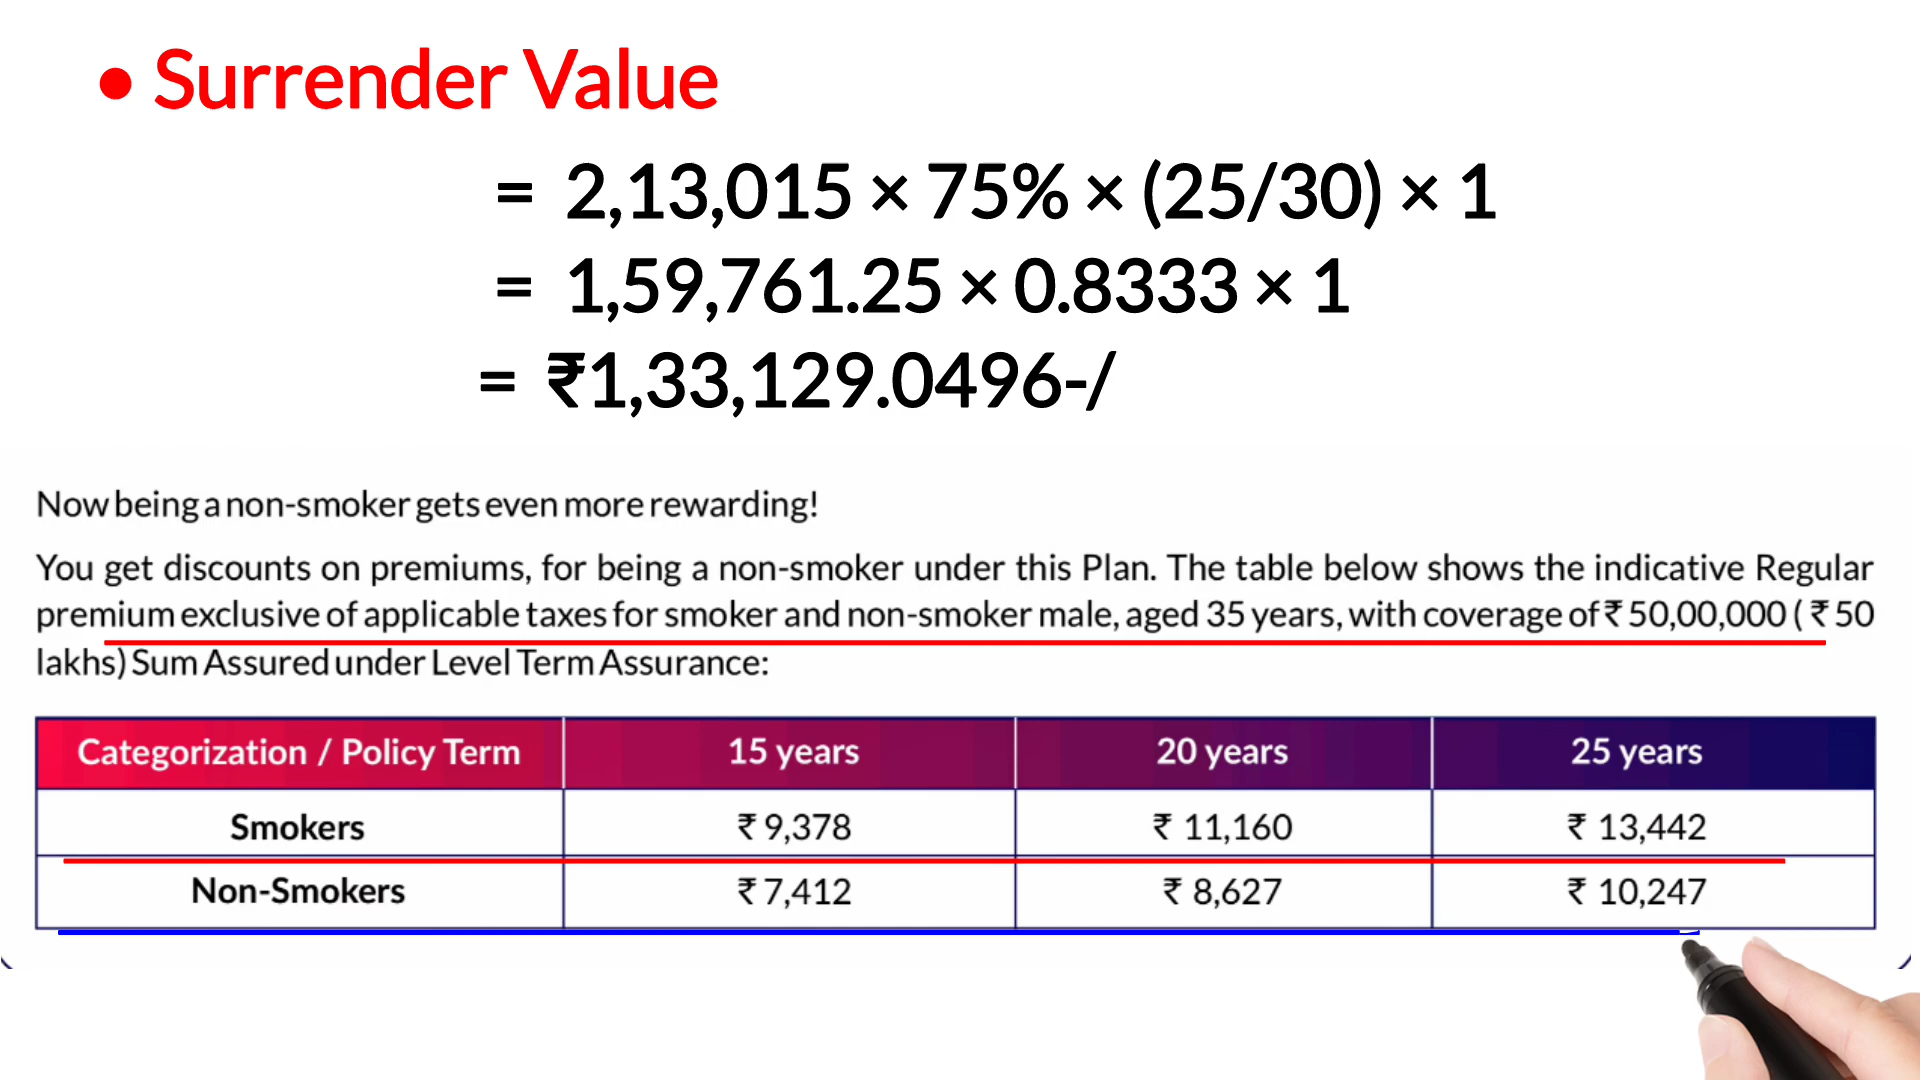 • Surrender Value
= 2,13,015 × 75% × (25/30) × 1
= 1,59,761.25 × 0.8333 × 1
= ₹1,33,129.0496-/
Now being a non-smoker gets even more rewarding!
You get discounts on premiums, for being a non-smoker under this Plan. The table below shows the indicative Regular
premium exclusive of applicable taxes for smoker and non-smoker male, aged 35 years, with coverage of ₹ 50,00,000 ( ₹ 50
lakhs) Sum Assured under Level Term Assurance:
Categorization / Policy Term 15 years 20 years 25 years
Smokers ₹ 9,378 ₹ 11,160 ₹ 13,442
Non-Smokers ₹ 7,412 ₹ 8,627 ₹ 10,247